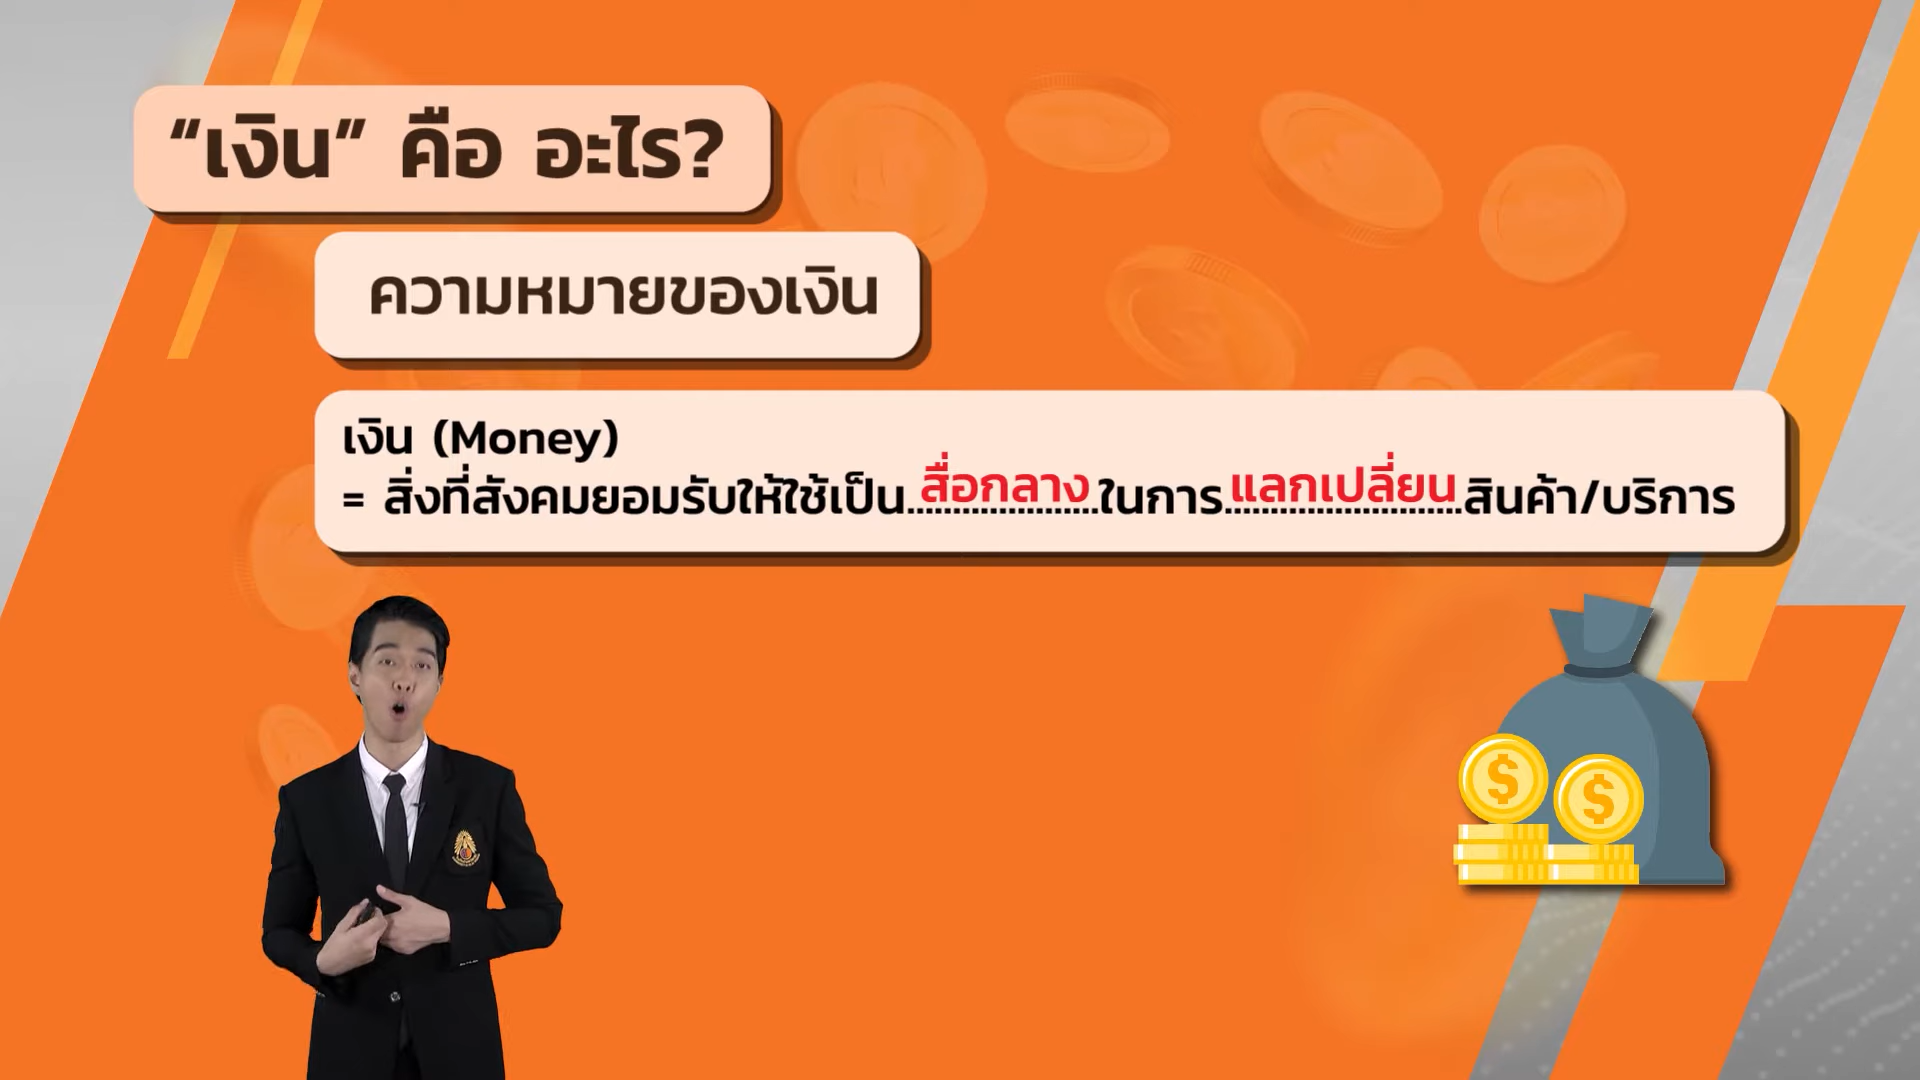 “เงิน” คือ อะไร?
ความหมายของเงิน
เงิน (Money)
= สิ่งที่สังคมยอมรับให้ใช้เป็น....สื่อกลาง....ในการ....แลกเปลี่ยน....สินค้า/บริการ
$ $